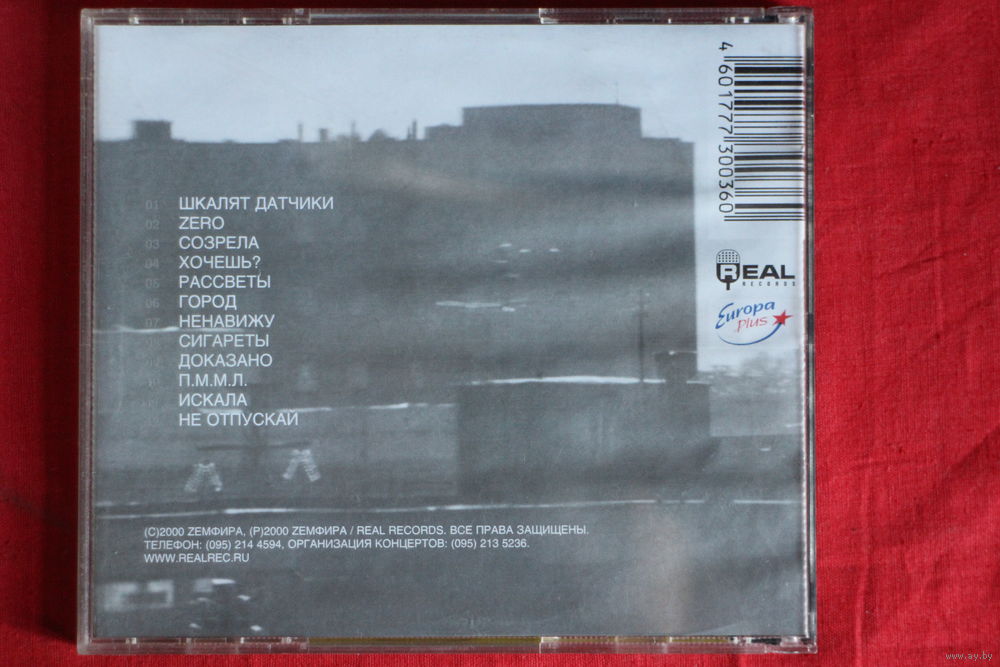 01 ШКАЛЯТ ДАТЧИКИ
02 ZERO
03 СОЗРЕЛА
04 ХОЧЕШЬ?
05 РАССВЕТЫ
06 ГОРОД
07 НЕНАВИЖУ
СИГАРЕТЫ
ДОКАЗАНО
П.М.М.Л.
ИСКАЛА
НЕ ОТПУСКАЙ
(C)2000 ZЕМФИРА, (P)2000 ZЕМФИРА / REAL RECORDS. ВСЕ ПРАВА ЗАЩИЩЕНЫ.
ТЕЛЕФОН: (095) 214 4594, ОРГАНИЗАЦИЯ КОНЦЕРТОВ: (095) 213 5236.
WWW.REALREC.RU
4 601777 300360
REAL
RECORDS
Europa
plus
www.ay.by